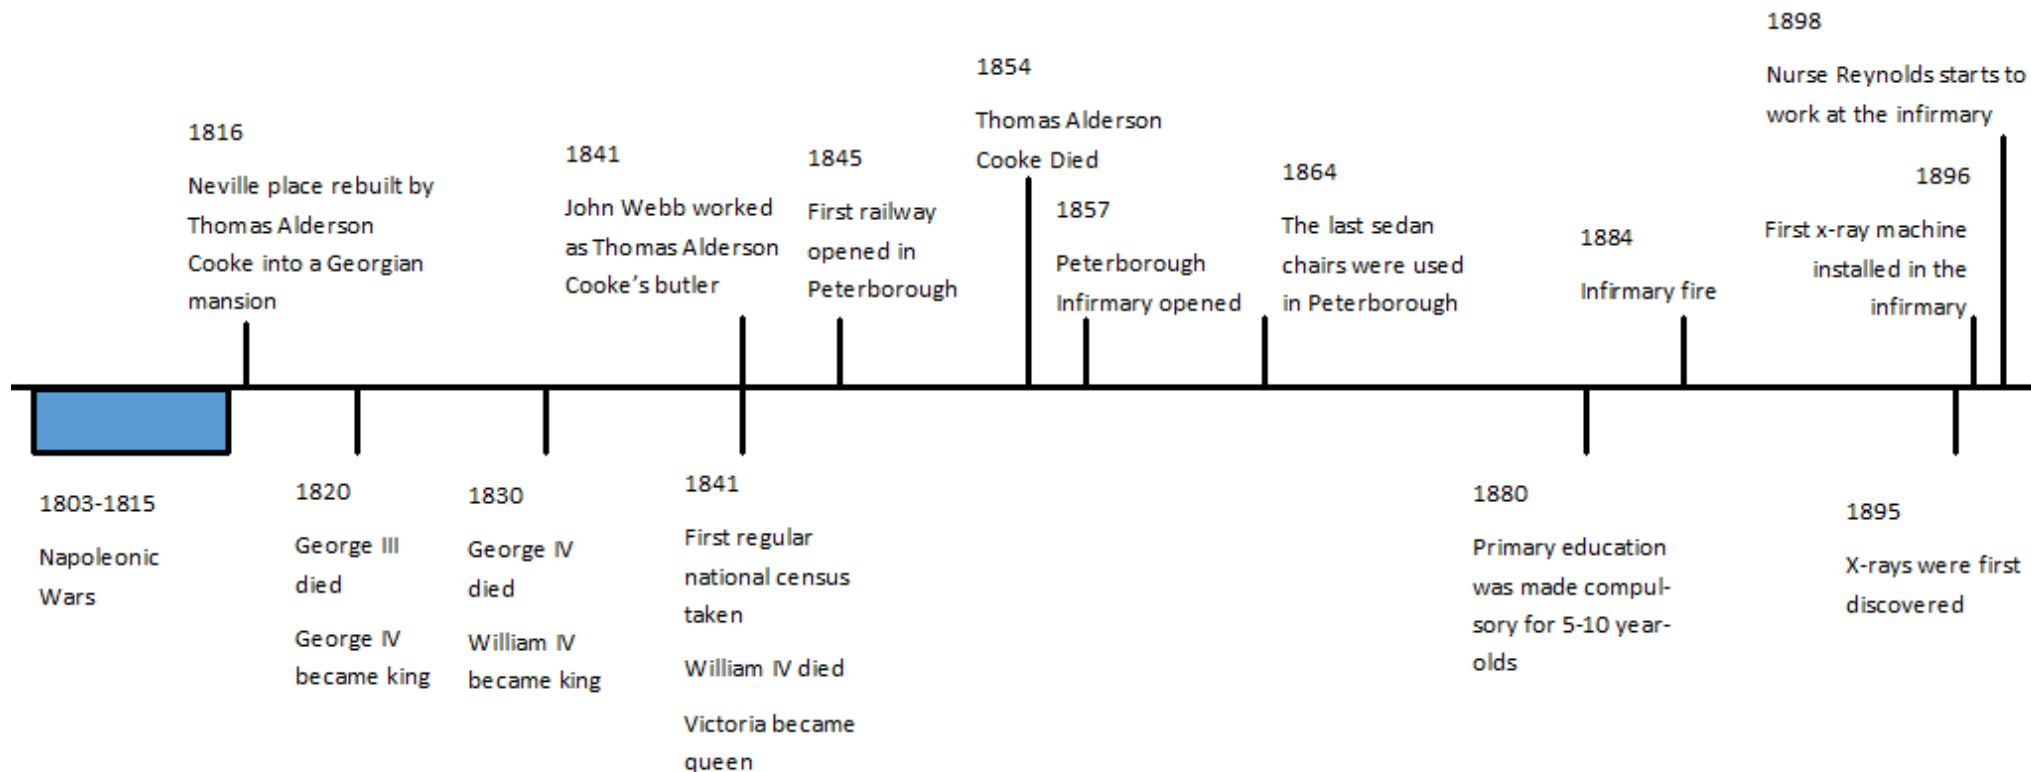 1816
Neville place rebuilt by
Thomas Alderson
Cooke into a Georgian
mansion
1841
John Webb worked
as Thomas Alderson
Cooke’s butler
1845
First railway
opened in
Peterborough
1854
Thomas Alderson
Cooke Died
1857
Peterborough
Infirmary opened
1864
The last sedan
chairs were used
in Peterborough
1884
Infirmary fire
1898
Nurse Reynolds starts to
work at the infirmary
1896
First x-ray machine
installed in the
infirmary
1803-1815
Napoleonic
Wars
1820
George III
died
George IV
became king
1830
George IV
died
William IV
became king
1841
First regular
national census
taken
William IV died
Victoria became
queen
1880
Primary education
was made compul-
sory for 5-10 year-
olds
1895
X-rays were first
discovered